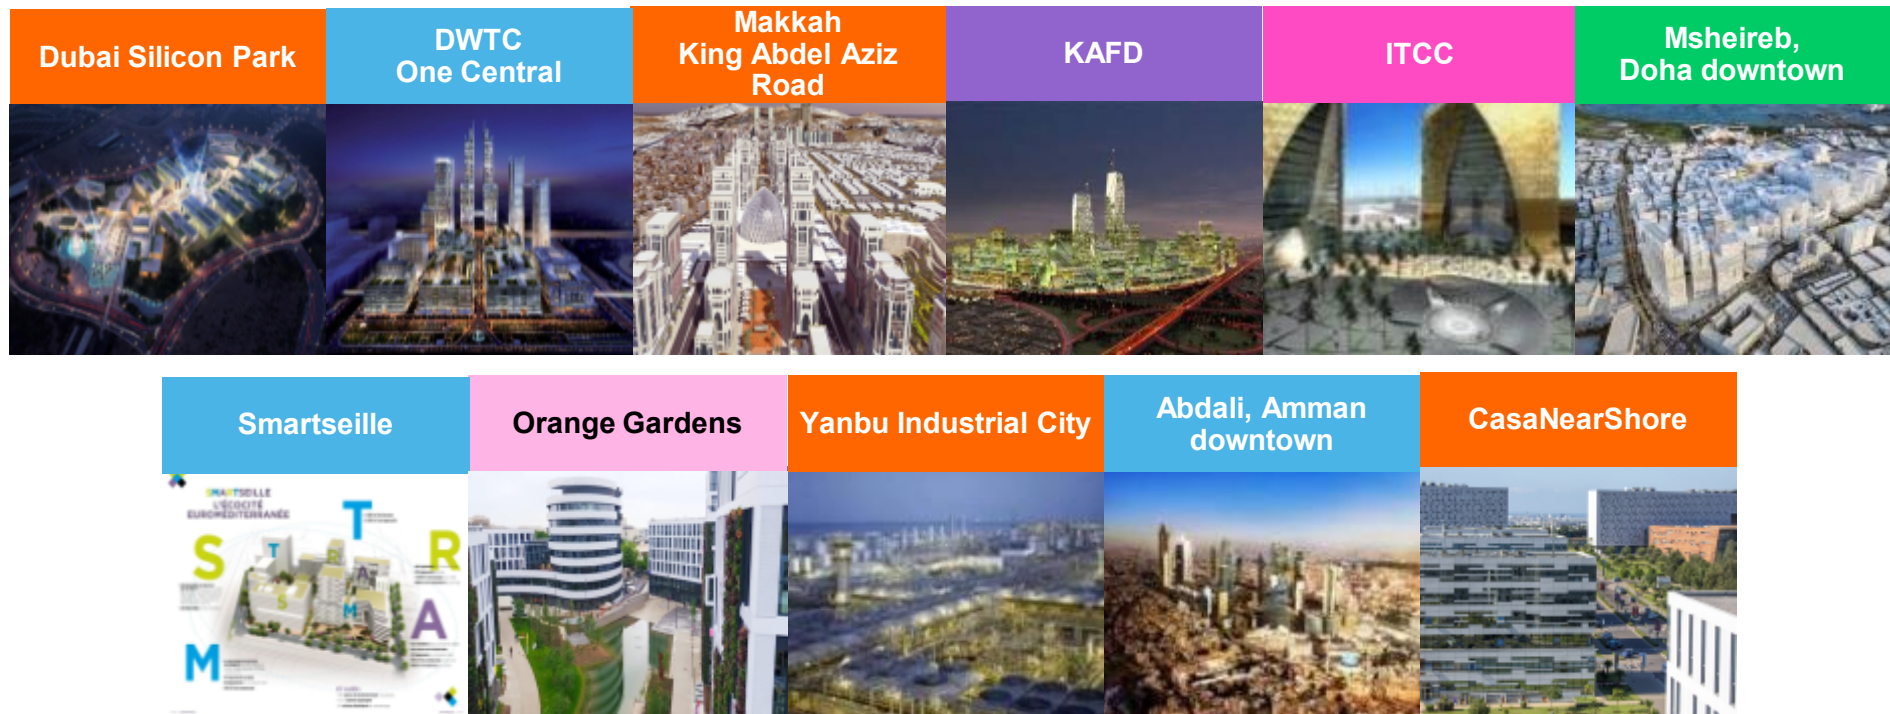 Dubai Silicon Park
DWTC
One Central
Makkah
King Abdel Aziz
Road
KAFD
ITCC
Msheireb,
Doha downtown
Smartseille
Orange Gardens
Yanbu Industrial City
Abdali, Amman
downtown
CasaNearShore
SMARTSEILLE
L'ÉCOCITÉ
EUROMÉDITERRANÉE
T
S
R
T
R
A
S
M
A
M